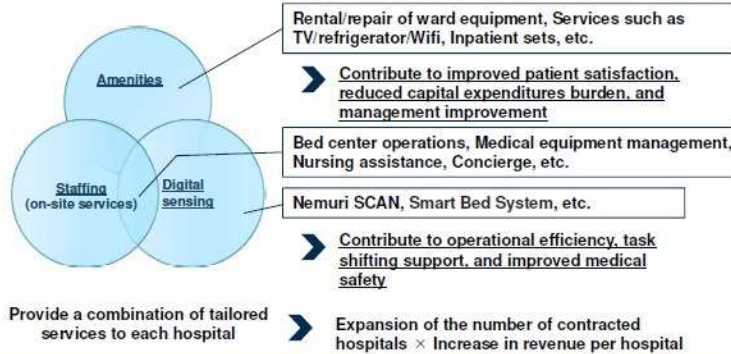 Rental/repair of ward equipment, Services such as
TV/refrigerator/Wifi, Inpatient sets, etc.
Amenities
Contribute to improved patient satisfaction,
reduced capital expenditures burden, and
management improvement
Bed center operations, Medical equipment management,
Nursing assistance, Concierge, etc.
Staffing
(on-site services)
Digital
sensing
Nemuri SCAN, Smart Bed System, etc.
Contribute to operational efficiency, task
shifting support, and improved medical
safety
Provide a combination of tailored
services to each hospital
Expansion of the number of contracted
hospitals × Increase in revenue per hospital